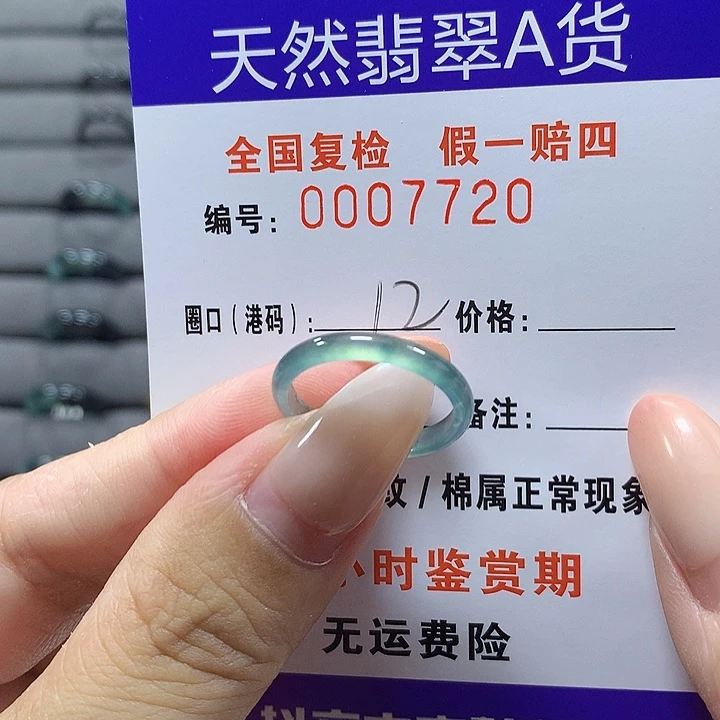 天然翡翠A货
全国复检 假一赔四
编号: 0007720
圈口(港码): 12 价格:
备注:
纹/棉属正常现象
小时鉴赏期
无运费险